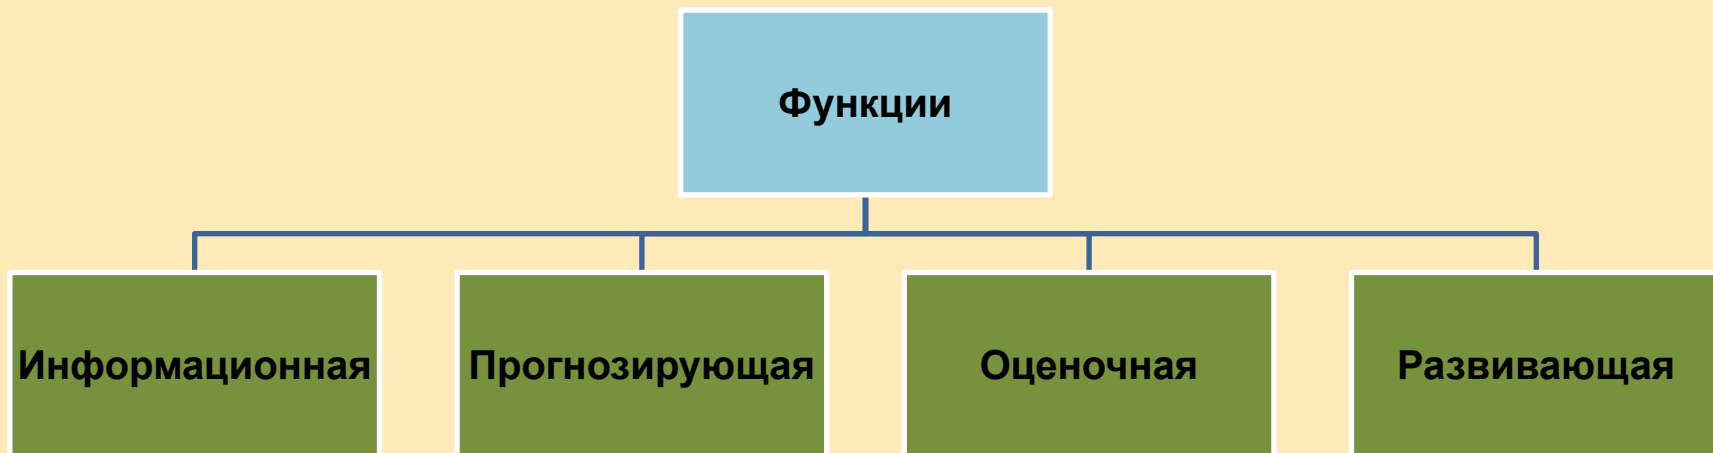 Функции
Информационная
Прогнозирующая
Оценочная
Развивающая